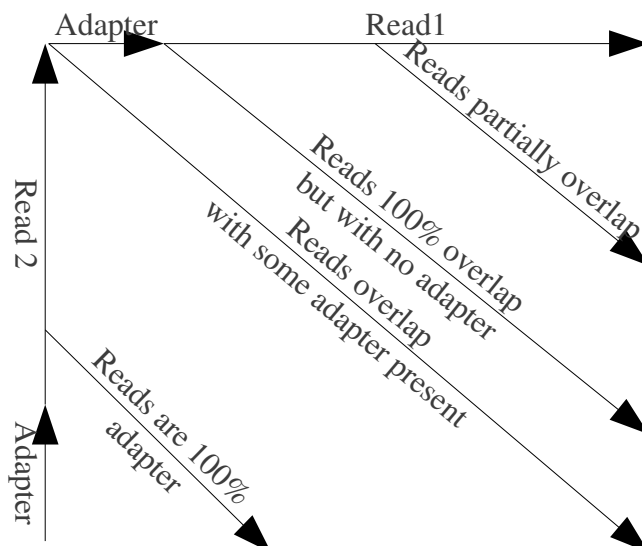 Adapter
Read1
Reads partially overlap
Reads 100% overlap
but with no adapter
Reads overlap
with some adapter present
Read 2
Reads are 100%
adapter
Adapter